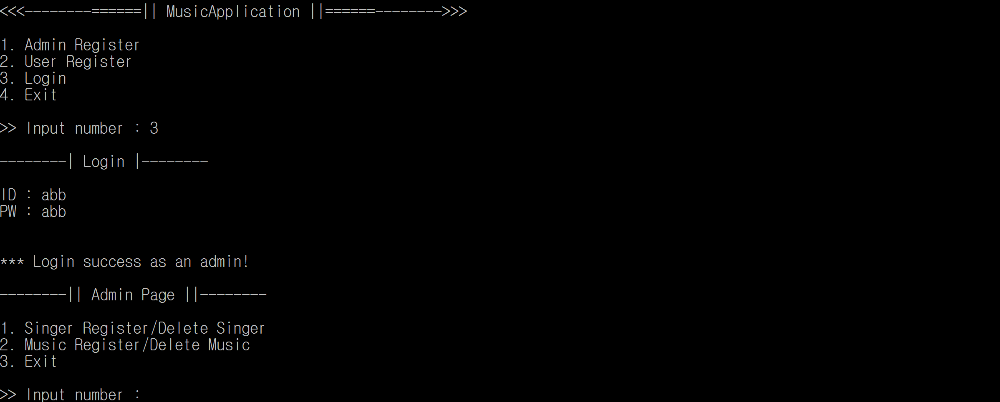 <<<--------======|| MusicApplication ||======-------->>>
1. Admin Register
2. User Register
3. Login
4. Exit
>> Input number : 3
--------| Login |--------
ID : abb
PW : abb
*** Login success as an admin!
--------|| Admin Page ||--------
1. Singer Register/Delete Singer
2. Music Register/Delete Music
3. Exit
>> Input number :